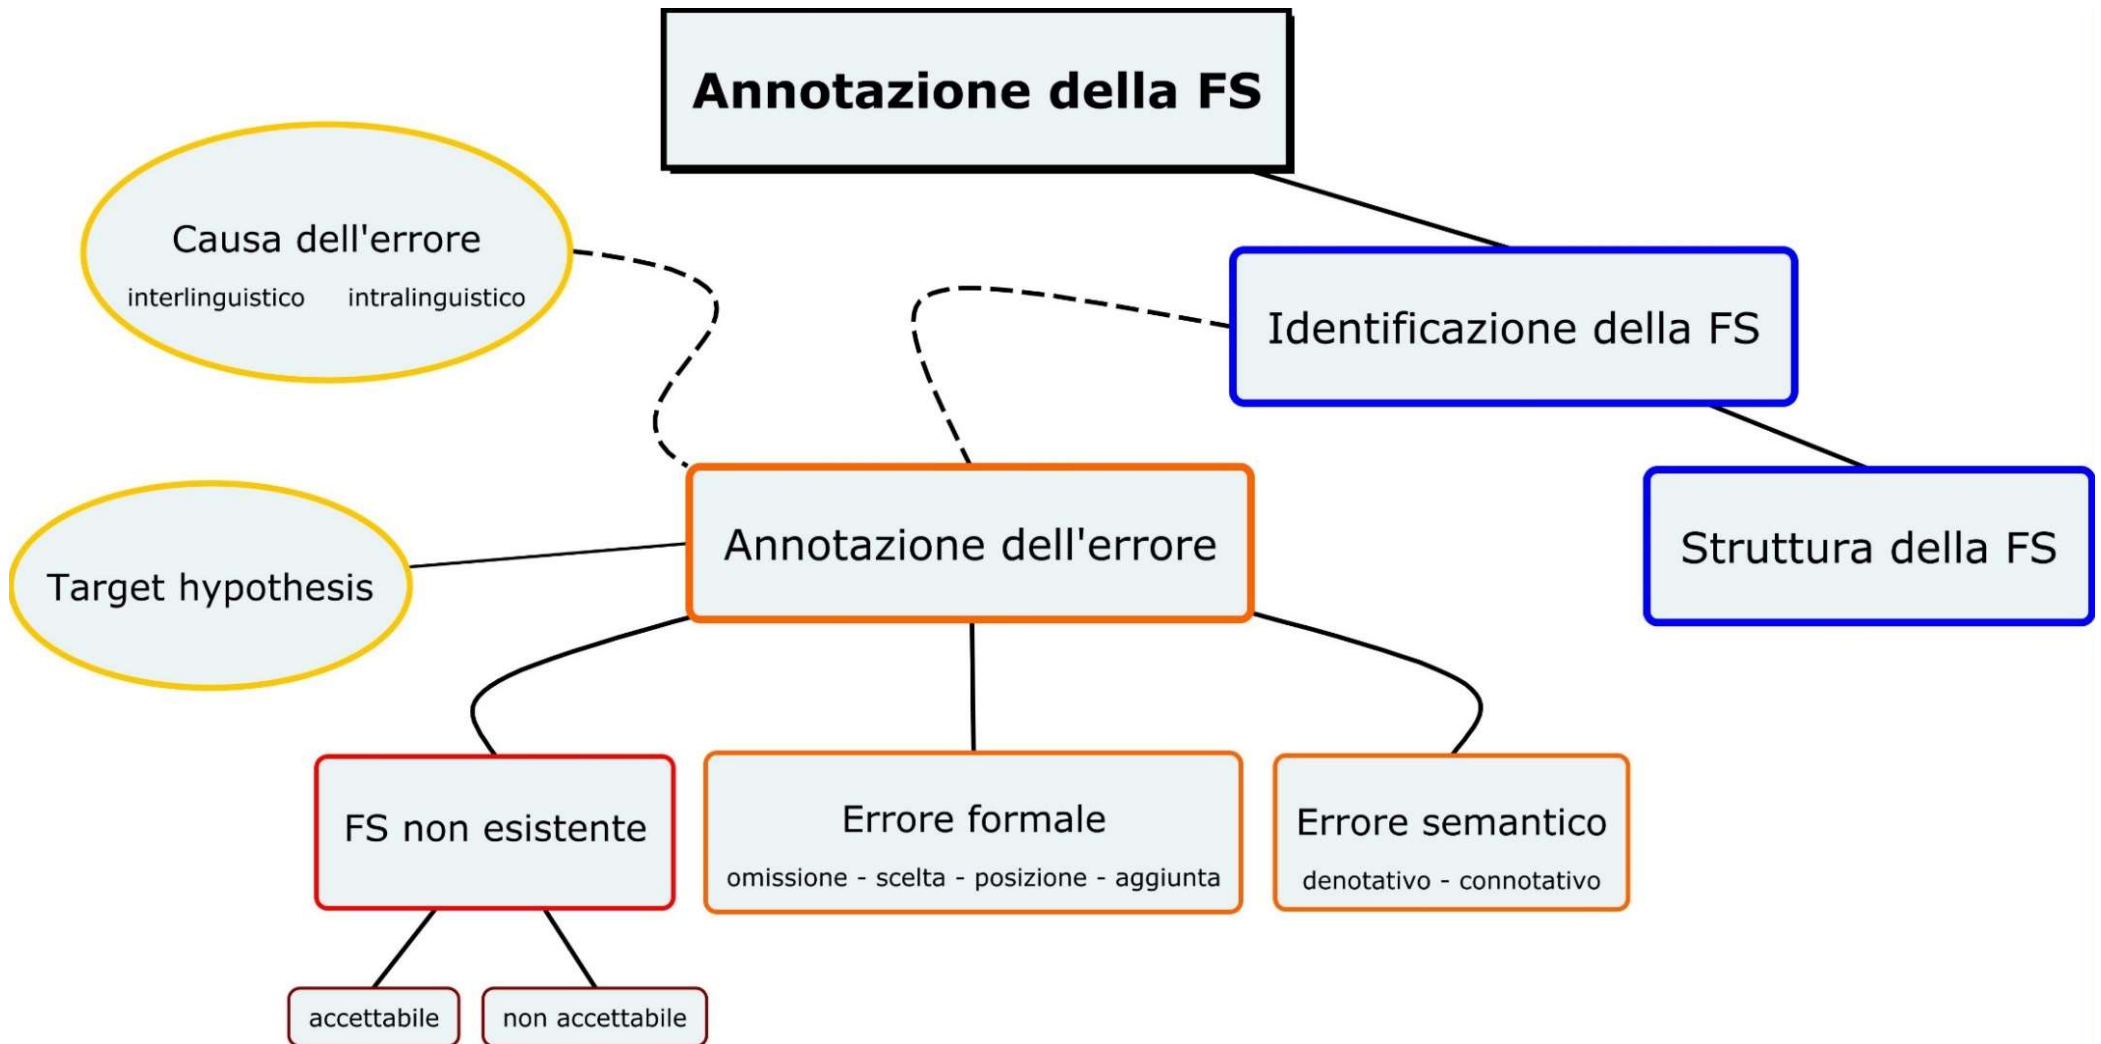 Annotazione della FS
Causa dell'errore
interlinguistico intralinguistico
Identificazione della FS
Target hypothesis
Annotazione dell'errore
Struttura della FS
FS non esistente
Errore formale
omissione - scelta - posizione - aggiunta
Errore semantico
denotativo - connotativo
accettabile
non accettabile